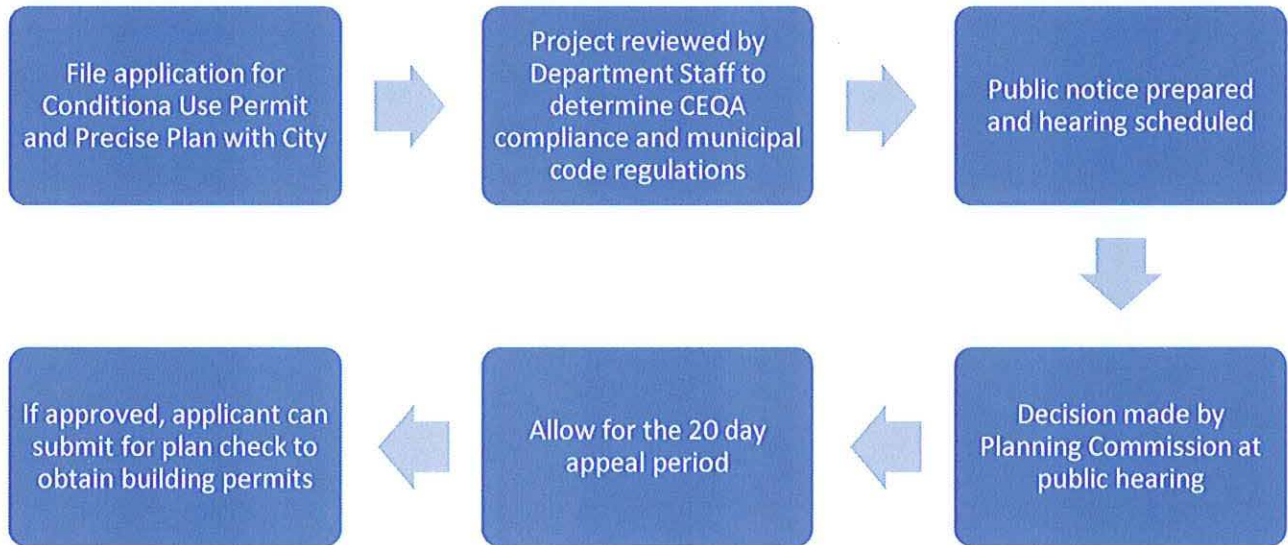 File application for
Conditiona Use Permit
and Precise Plan with City
Project reviewed by
Department Staff to
determine CEQA
compliance and municipal
code regulations
Public notice prepared
and hearing scheduled
Decision made by
Planning Commission at
public hearing
Allow for the 20 day
appeal period
If approved, applicant can
submit for plan check to
obtain building permits